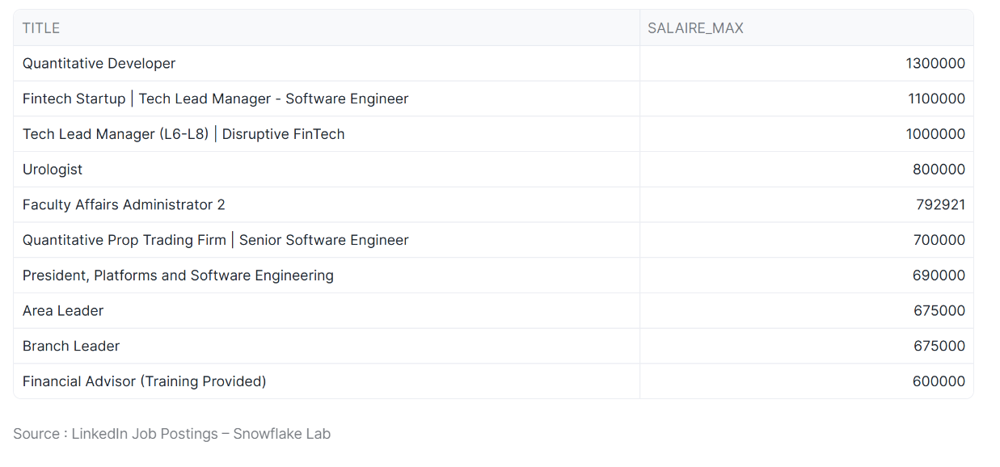 TITLE SALAIRE_MAX
Quantitative Developer 1300000
Fintech Startup | Tech Lead Manager - Software Engineer 1100000
Tech Lead Manager (L6-L8) | Disruptive FinTech 1000000
Urologist 800000
Faculty Affairs Administrator 2 792921
Quantitative Prop Trading Firm | Senior Software Engineer 700000
President, Platforms and Software Engineering 690000
Area Leader 675000
Branch Leader 675000
Financial Advisor (Training Provided) 600000
Source : LinkedIn Job Postings – Snowflake Lab